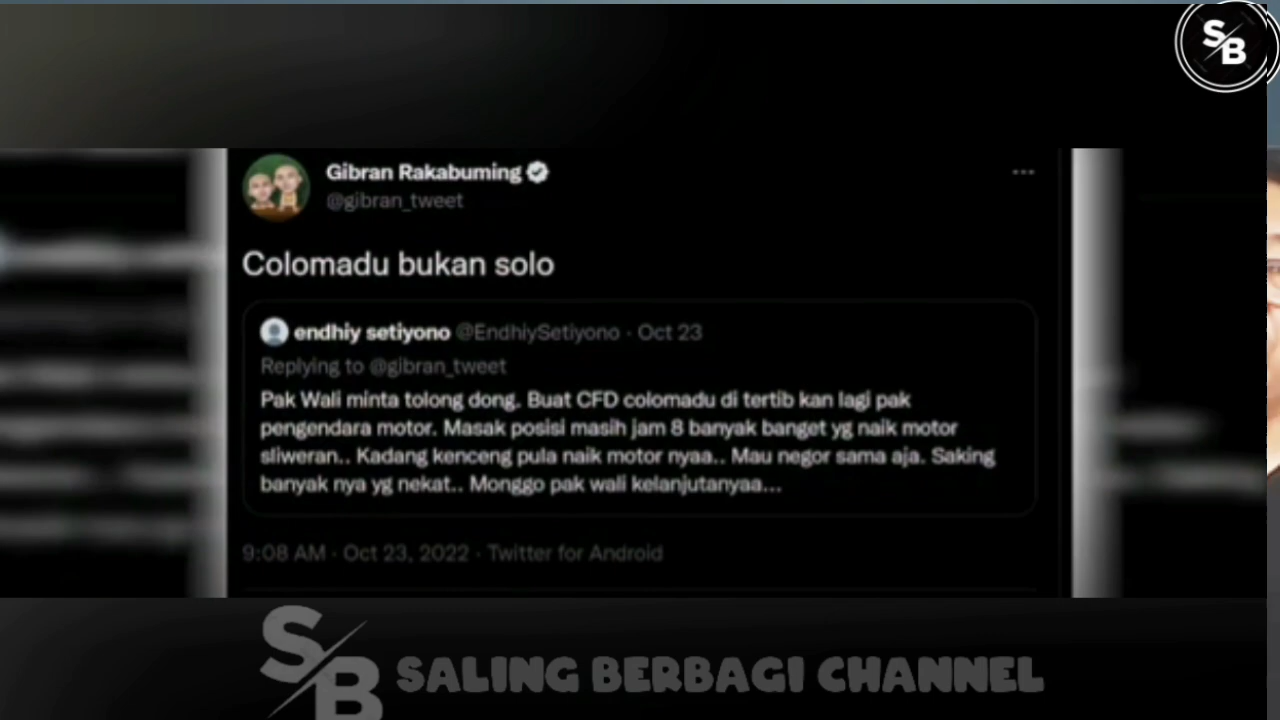 S
B
Gibran Rakabuming
@gibran_tweet
Colomadu bukan solo
endhiy setiyono @EndhiySetiyono · Oct 23
Replying to @gibran_tweet
Pak Wali minta tolong dong. Buat CFD colomadu di tertib kan lagi pak
pengendara motor. Masak posisi masih jam 8 banyak banget yg naik motor
sliweran.. Kadang kenceng pula naik motor nyaa.. Mau negor sama aja. Saking
banyak nya yg nekat.. Monggo pak wali kelanjutanyaa...
9:08 AM · Oct 23, 2022 · Twitter for Android
S
B
SALING BERBAGI CHANNEL